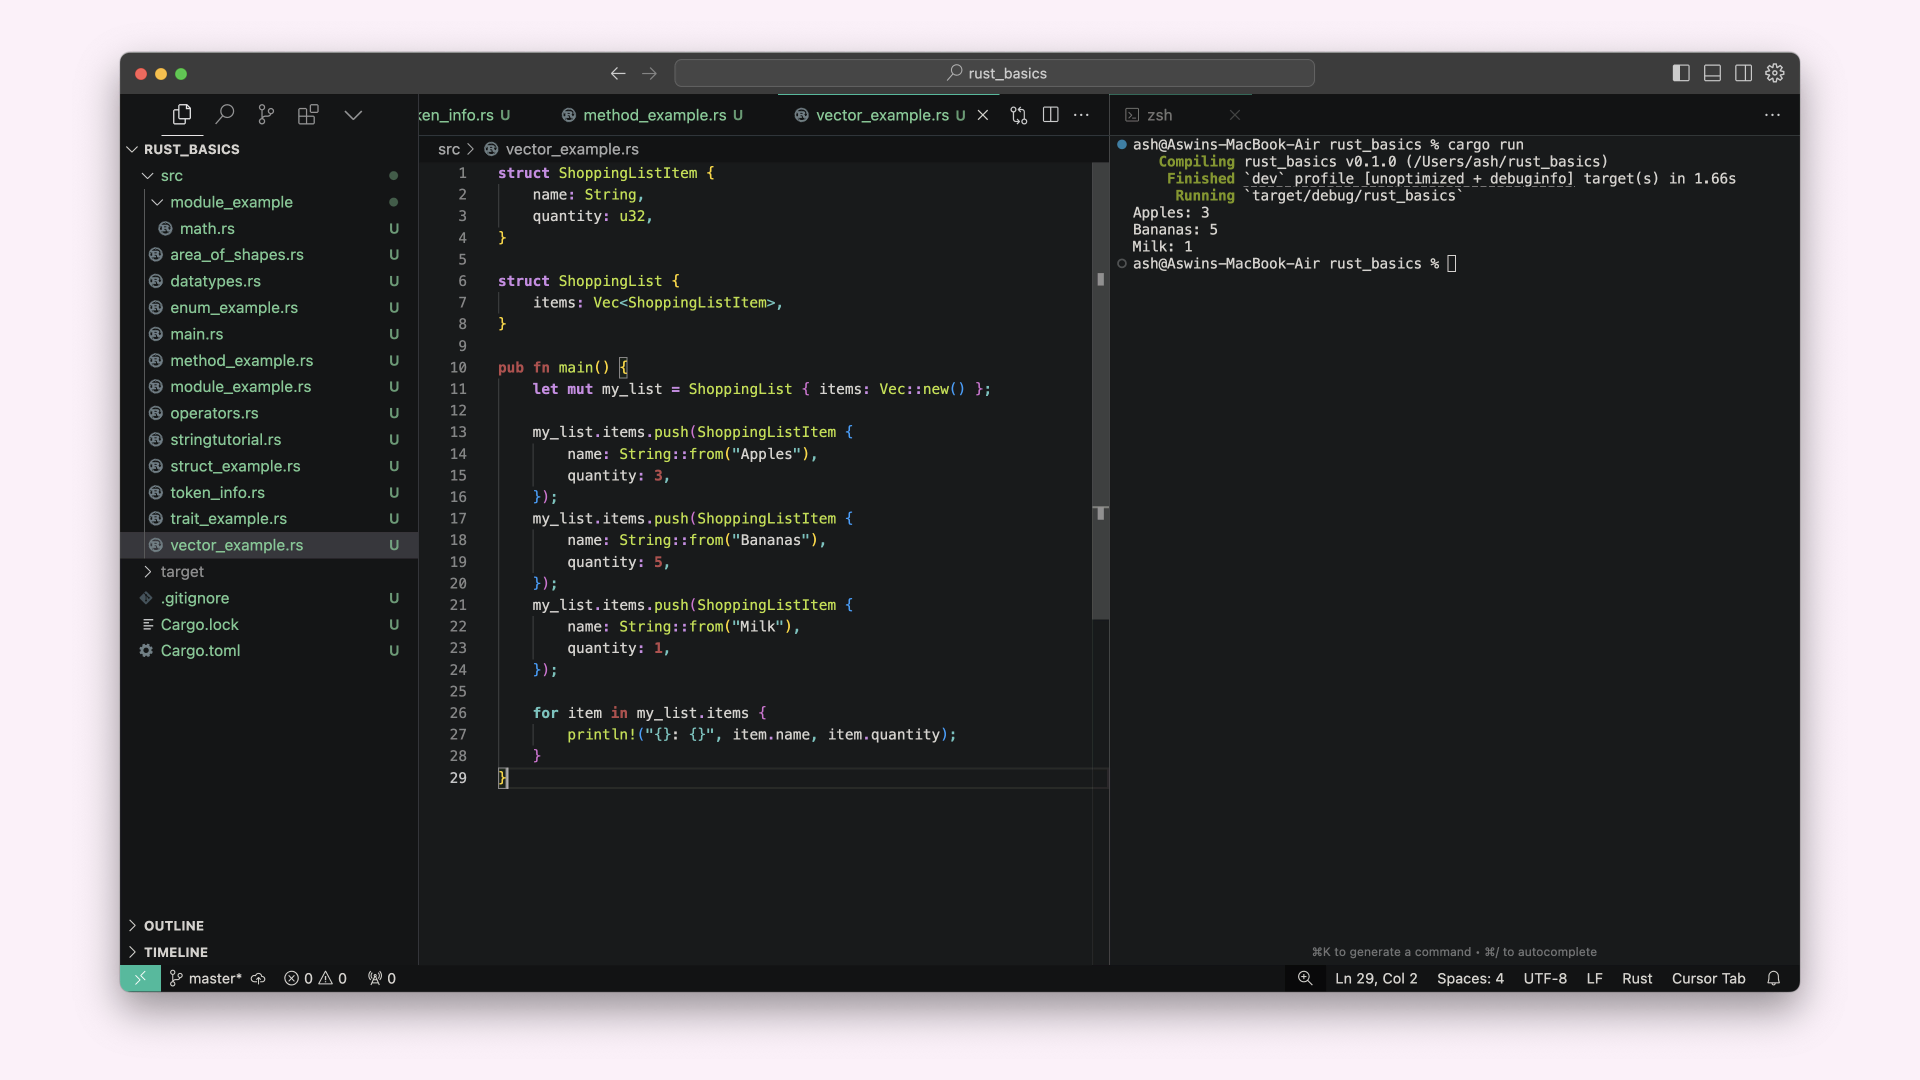 rust_basics
ken_info.rs U
method_example.rs U
vector_example.rs U
zsh
RUST_BASICS
src
module_example
math.rs U
area_of_shapes.rs U
datatypes.rs U
enum_example.rs U
main.rs U
method_example.rs U
module_example.rs U
operators.rs U
stringtutorial.rs U
struct_example.rs U
token_info.rs U
trait_example.rs U
vector_example.rs U
target
.gitignore U
Cargo.lock U
Cargo.toml U
OUTLINE
TIMELINE
src > vector_example.rs
1 struct ShoppingListItem {
2 name: String,
3 quantity: u32,
4 }
5
6 struct ShoppingList {
7 items: Vec<ShoppingListItem>,
8 }
9
10 pub fn main() {
11 let mut my_list = ShoppingList { items: Vec::new() };
12
13 my_list.items.push(ShoppingListItem {
14 name: String::from("Apples"),
15 quantity: 3,
16 });
17 my_list.items.push(ShoppingListItem {
18 name: String::from("Bananas"),
19 quantity: 5,
20 });
21 my_list.items.push(ShoppingListItem {
22 name: String::from("Milk"),
23 quantity: 1,
24 });
25
26 for item in my_list.items {
27 println!("{}: {}", item.name, item.quantity);
28 }
29 }
ash@Aswins-MacBook-Air rust_basics % cargo run
Compiling rust_basics v0.1.0 (/Users/ash/rust_basics)
Finished `dev` profile [unoptimized + debuginfo] target(s) in 1.66s
Running `target/debug/rust_basics`
Apples: 3
Bananas: 5
Milk: 1
ash@Aswins-MacBook-Air rust_basics %
⌘K to generate a command • ⌘/ to autocomplete
master* 0 0 0
Ln 29, Col 2 Spaces: 4 UTF-8 LF Rust Cursor Tab